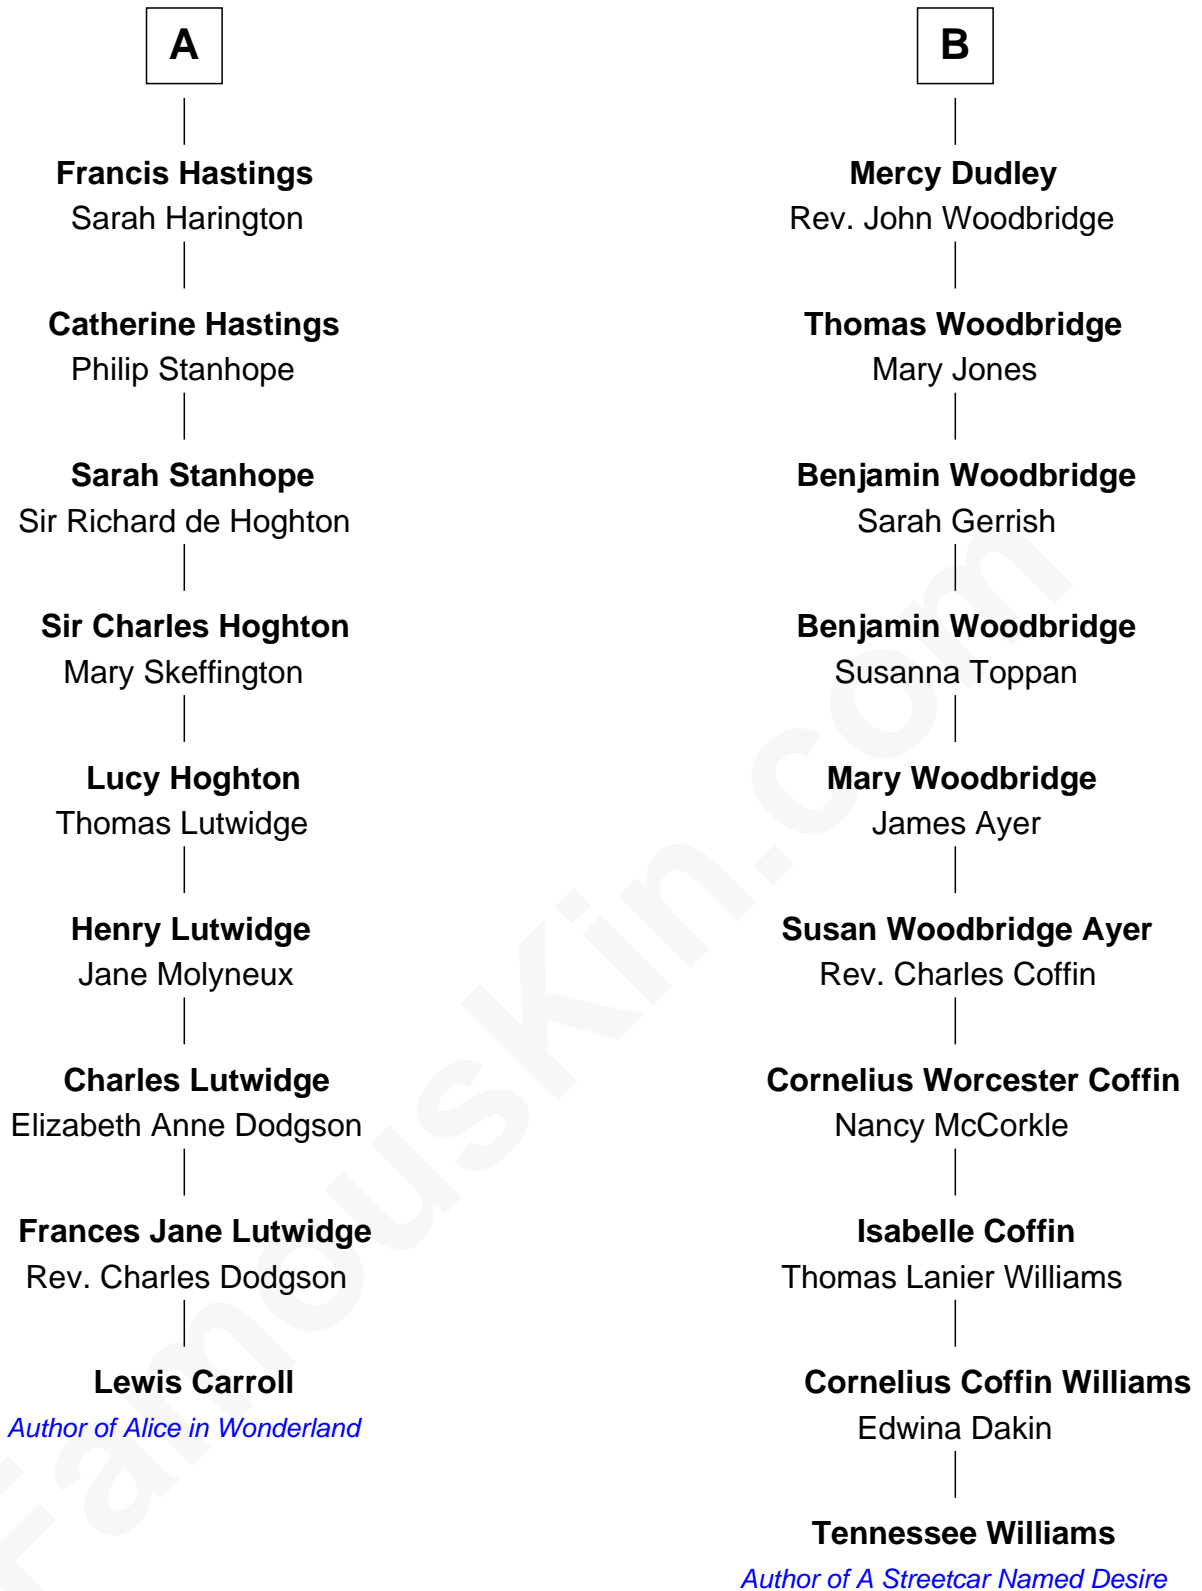 A
Francis Hastings
Sarah Harington
Catherine Hastings
Philip Stanhope
Sarah Stanhope
Sir Richard de Hoghton
Sir Charles Hoghton
Mary Skeffington
Lucy Hoghton
Thomas Lutwidge
Henry Lutwidge
Jane Molyneux
Charles Lutwidge
Elizabeth Anne Dodgson
Frances Jane Lutwidge
Rev. Charles Dodgson
Lewis Carroll
Author of Alice in Wonderland
B
Mercy Dudley
Rev. John Woodbridge
Thomas Woodbridge
Mary Jones
Benjamin Woodbridge
Sarah Gerrish
Benjamin Woodbridge
Susanna Toppan
Mary Woodbridge
James Ayer
Susan Woodbridge Ayer
Rev. Charles Coffin
Cornelius Worcester Coffin
Nancy McCorkle
Isabelle Coffin
Thomas Lanier Williams
Cornelius Coffin Williams
Edwina Dakin
Tennessee Williams
Author of A Streetcar Named Desire
FamousKin.com